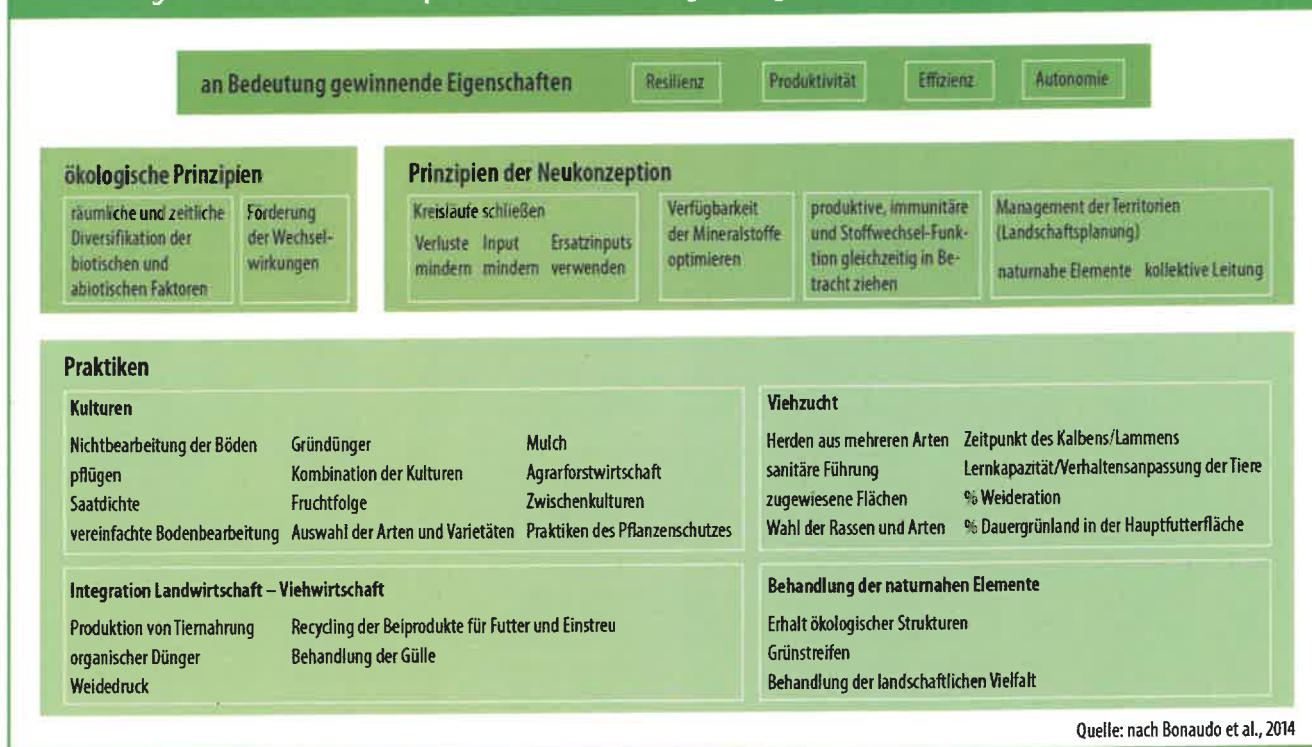 an Bedeutung gewinnende Eigenschaften
Resilienz
Produktivität
Effizienz
Autonomie
ökologische Prinzipien
räumliche und zeitliche
Diversifikation der
biotischen und
abiotischen Faktoren
Förderung
der Wechsel-
wirkungen
Prinzipien der Neukonzeption
Kreisläufe schließen
Verluste
mindern
Input
mindern
Ersatzinputs
verwenden
Verfügbarkeit
der Mineralstoffe
optimieren
produktive, immunitäre
und Stoffwechsel-Funk-
tion gleichzeitig in Be-
tracht ziehen
Management der Territorien
(Landschaftsplanung)
naturnahe Elemente
kollektive Leitung
Praktiken
Kulturen
Nichtbearbeitung der Böden
pflügen
Saatdichte
vereinfachte Bodenbearbeitung
Gründünger
Kombination der Kulturen
Fruchtfolge
Auswahl der Arten und Varietäten
Mulch
Agrarforstwirtschaft
Zwischenkulturen
Praktiken des Pflanzenschutzes
Viehzucht
Herden aus mehreren Arten
sanitäre Führung
zugewiesene Flächen
Wahl der Rassen und Arten
Zeitpunkt des Kalbens/Lammens
Lernkapazität/Verhaltensanpassung der Tiere
% Weideration
% Dauergrünland in der Hauptfutterfläche
Integration Landwirtschaft – Viehwirtschaft
Produktion von Tiernahrung
organischer Dünger
Weidedruck
Recycling der Beiprodukte für Futter und Einstreu
Behandlung der Gülle
Behandlung der naturnahen Elemente
Erhalt ökologischer Strukturen
Grünstreifen
Behandlung der landschaftlichen Vielfalt
Quelle: nach Bonaudo et al., 2014